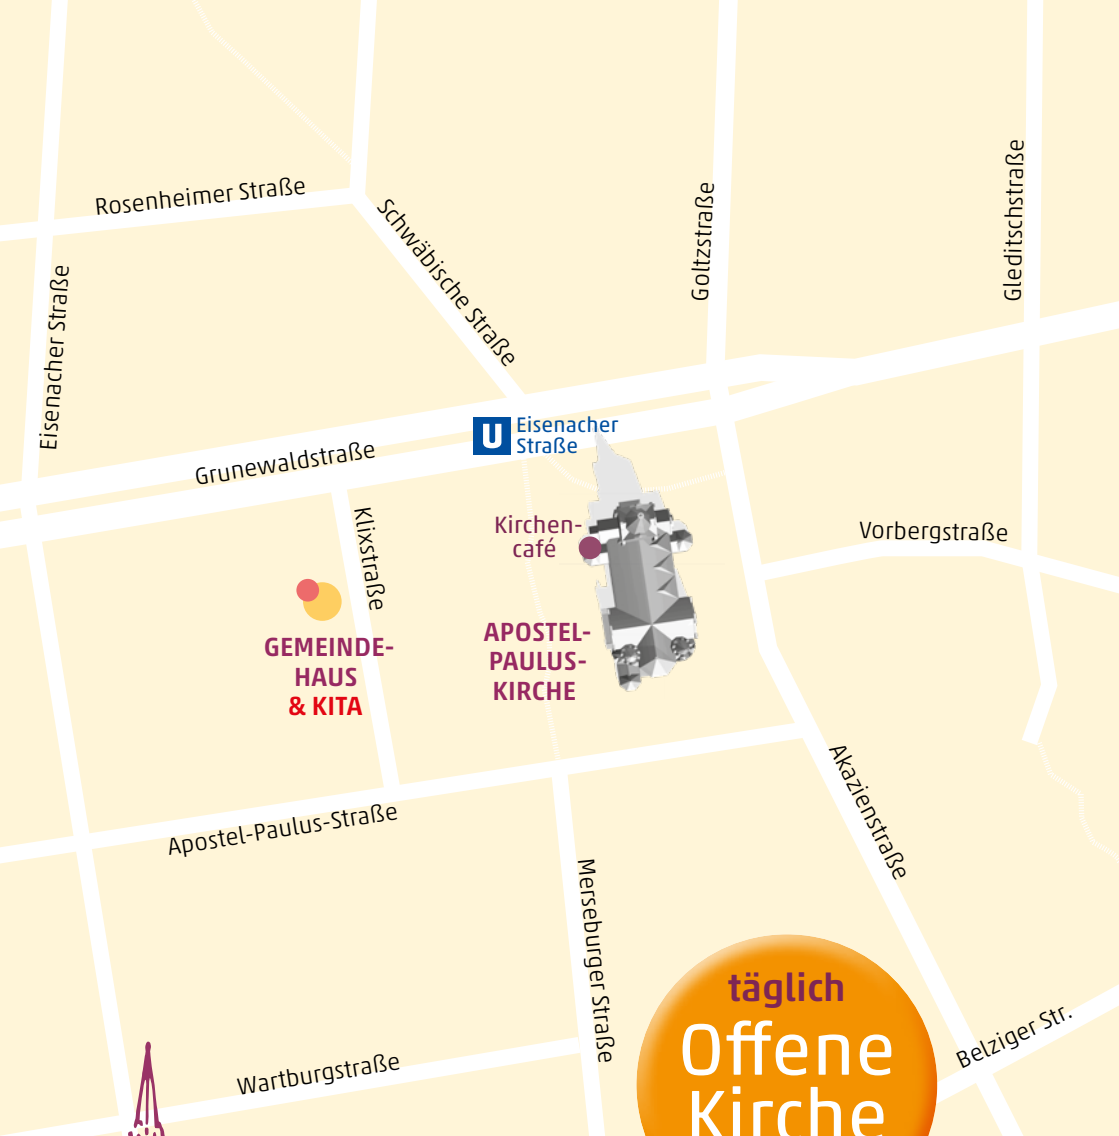 Rosenheimer Straße
Schwäbische Straße
Goltzstraße
Gleditschstraße
Eisenacher Straße
U
Eisenacher
Straße
Grunewaldstraße
Klixstraße
Kirchen-
café
Vorbergstraße
GEMEINDE-
HAUS
& KITA
APOSTEL-
PAULUS-
KIRCHE
Apostel-Paulus-Straße
Akazienstraße
Merseburger Straße
täglich
Offene
Kirche
Belziger Str.
Wartburgstraße